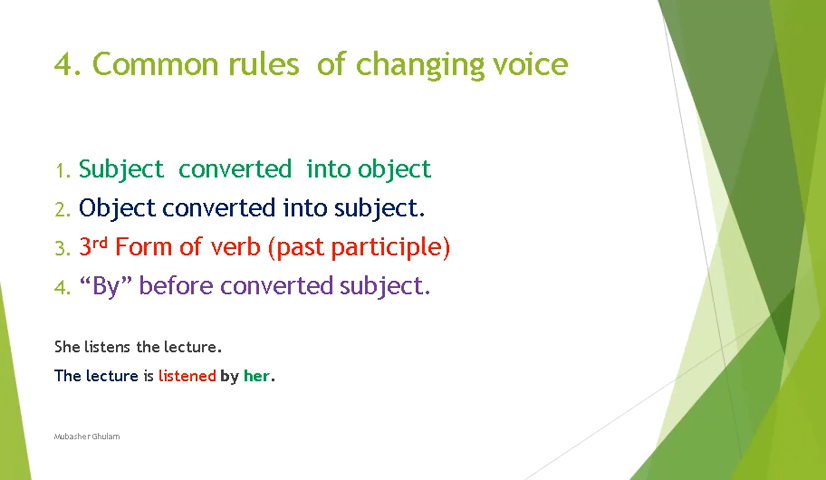 4. Common rules of changing voice
1. Subject converted into object
2. Object converted into subject.
3. 3rd Form of verb (past participle)
4. “By” before converted subject.
She listens the lecture.
The lecture is listened by her.
Mubasher Ghulam